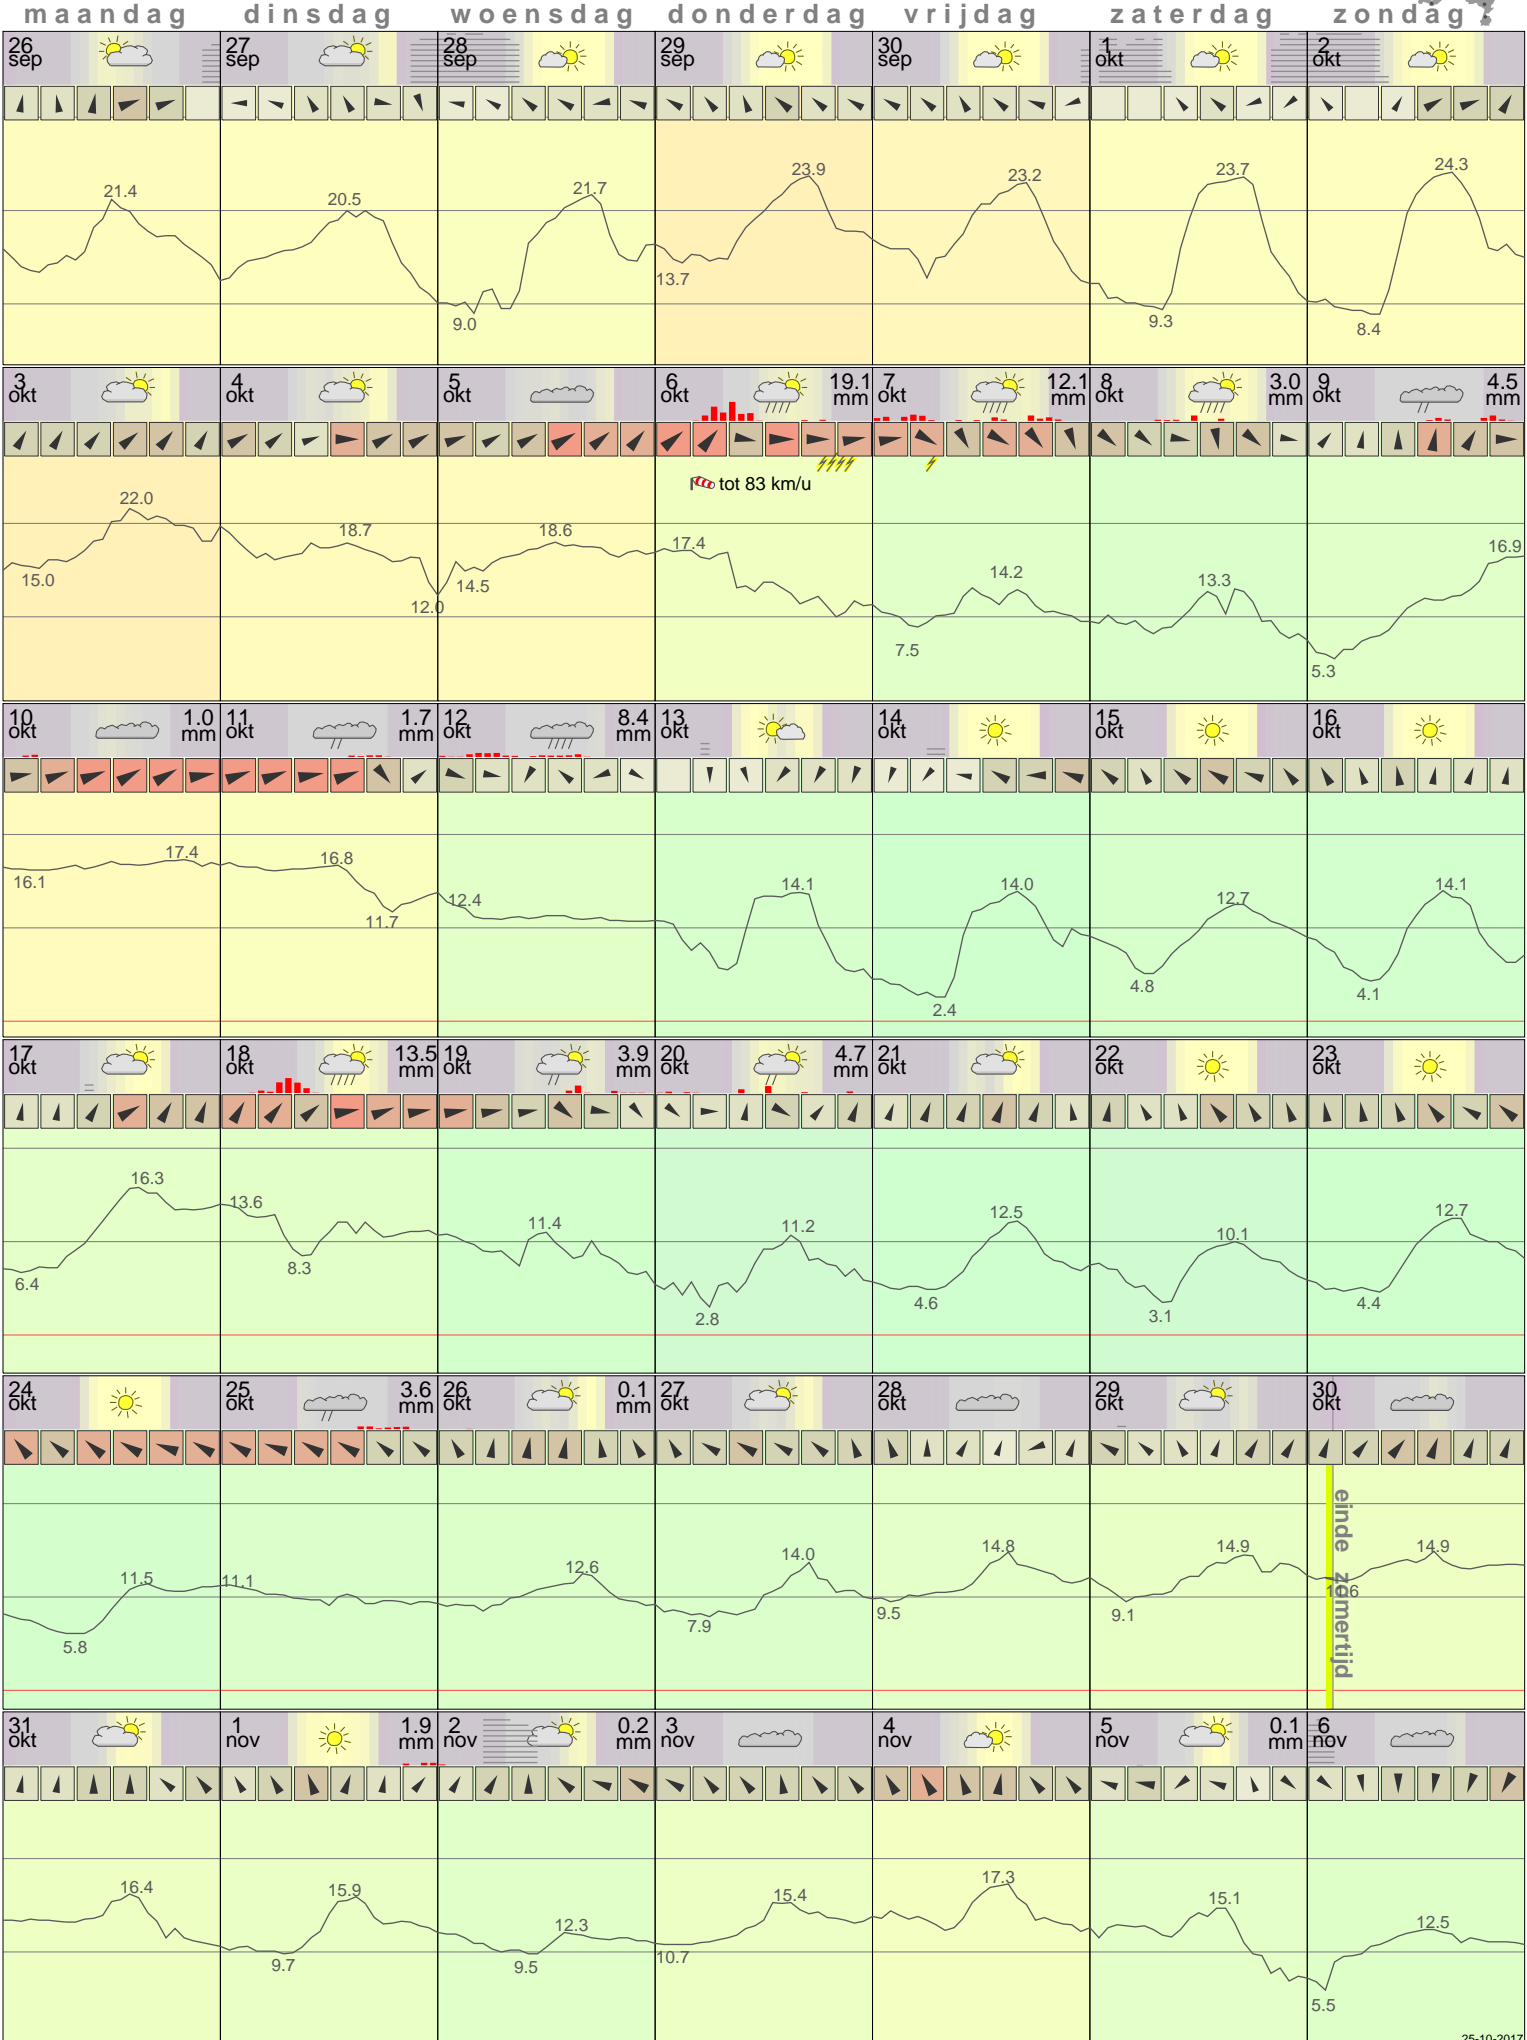 maandag dinsdag woensdag donderdag vrijdag zaterdag zondag
26 27 28 29 30 1 2
sep sep sep sep sep okt okt
21.4 20.5 21.7 23.9 23.2 23.7 24.3
9.0 13.7 9.3 8.4
3 4 5 6 19.1 7 12.1 8 3.0 9 4.5
okt okt okt okt mm okt mm okt mm okt mm
tot 83 km/u
22.0 18.7 18.6 17.4 14.2 13.3 16.9
15.0 12.0 14.5 7.5 5.3
10 1.0 11 1.7 12 8.4 13 14 15 16
okt mm okt mm okt mm okt okt okt okt
17.4 16.8 12.4 14.1 14.0 12.7 14.1
16.1 11.7 2.4 4.8 4.1
17 18 13.5 19 3.9 20 4.7 21 22 23
okt okt mm okt mm okt mm okt okt okt
16.3 13.6 11.4 11.2 12.5 10.1 12.7
6.4 8.3 2.8 4.6 3.1 4.4
24 25 3.6 26 0.1 27 28 29 30
okt okt mm okt mm okt okt okt okt
einde zomertijd
11.5 11.1 12.6 14.0 14.8 14.9 14.9
5.8 7.9 9.5 9.1
31 1 1.9 2 0.2 3 4 5 0.1 6
okt nov mm nov mm nov nov nov mm nov
16.4 15.9 12.3 15.4 17.3 15.1 12.5
9.7 9.5 10.7 5.5
25-10-2017